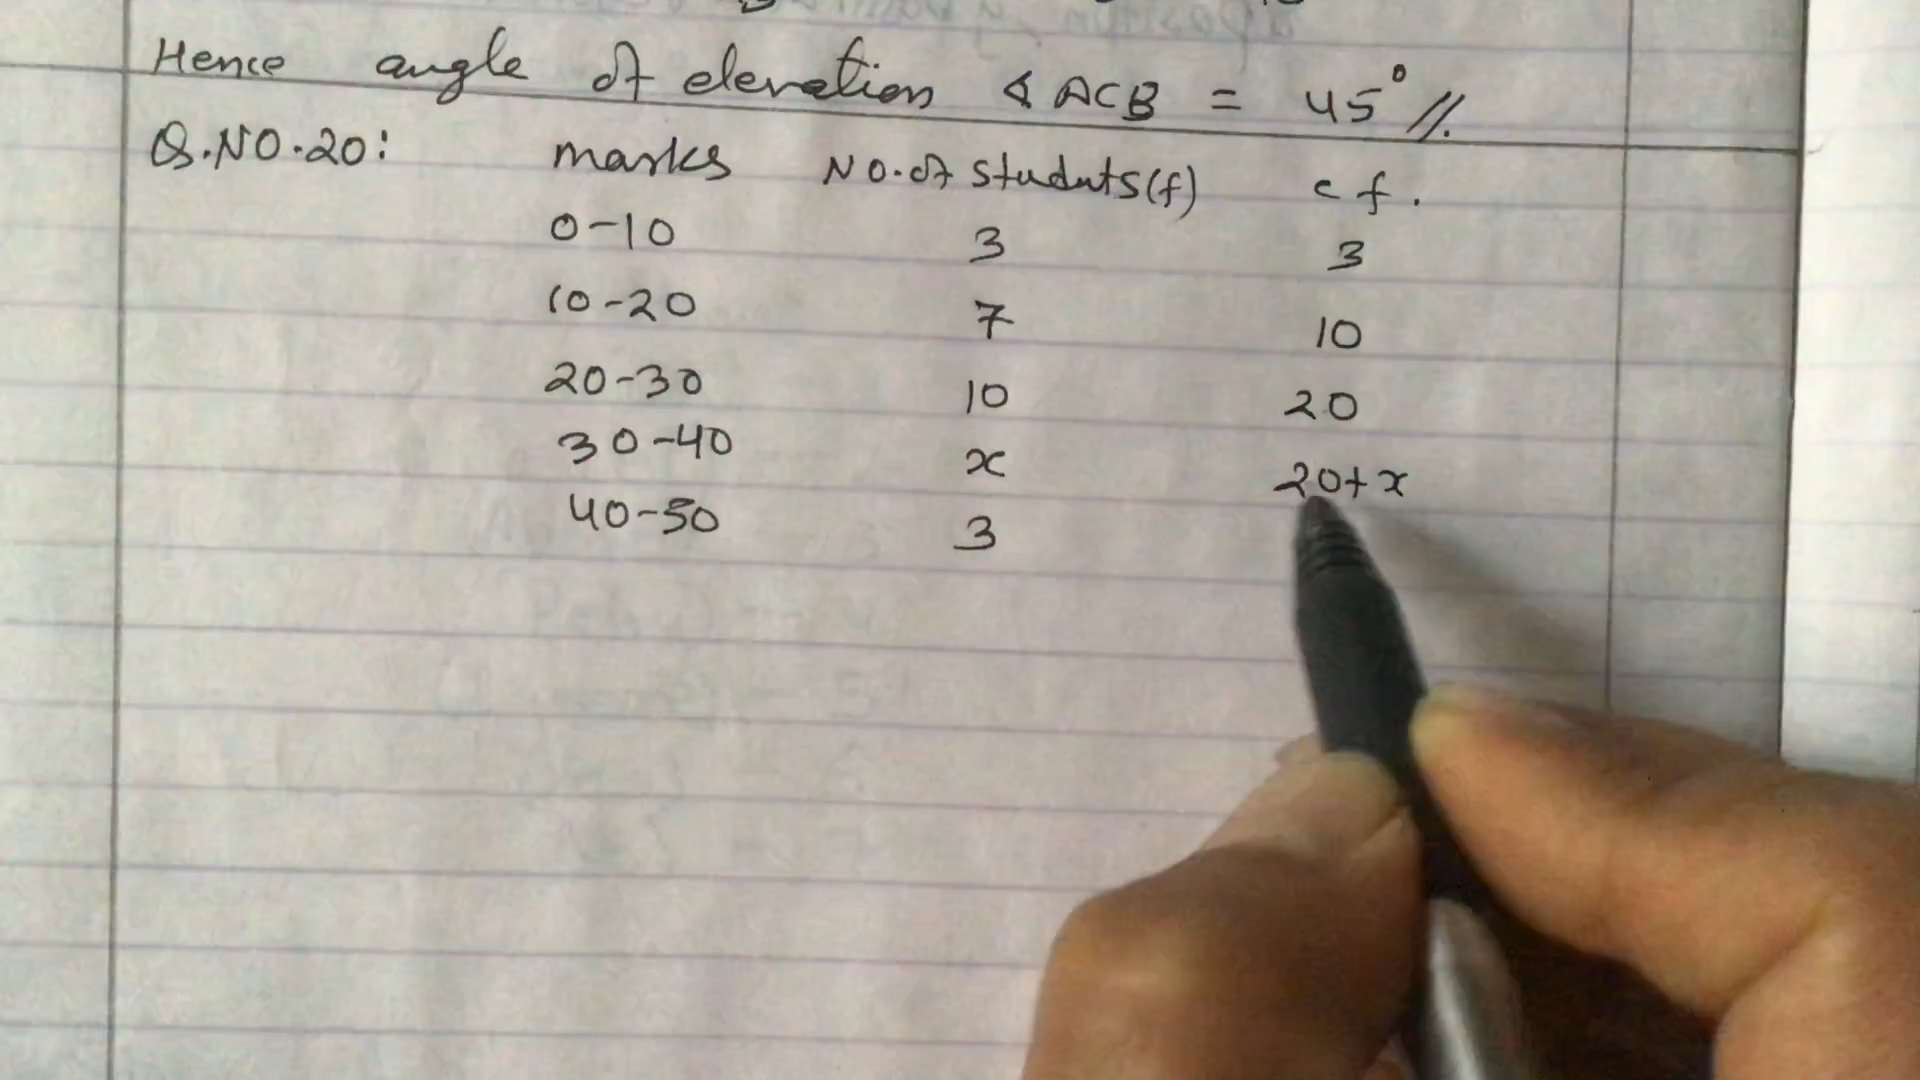 Hence angle of elevation ∡ ACB = 45° //.
Q.NO.20: marks NO.of students(f) cf.
0-10 3 3
10-20 7 10
20-30 10 20
30-40 x 20+x
40-50 3